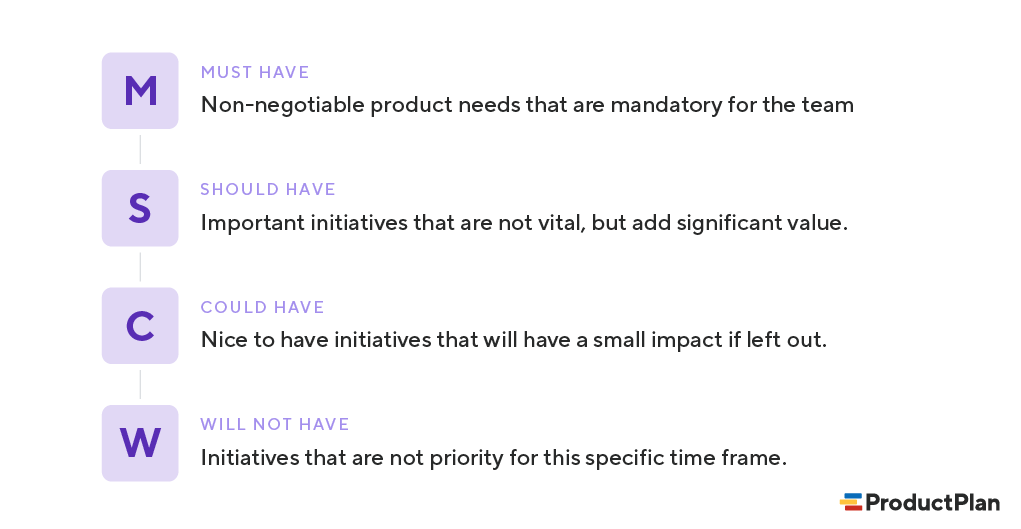 M
MUST HAVE
Non-negotiable product needs that are mandatory for the team
S
SHOULD HAVE
Important initiatives that are not vital, but add significant value.
C
COULD HAVE
Nice to have initiatives that will have a small impact if left out.
W
WILL NOT HAVE
Initiatives that are not priority for this specific time frame.
ProductPlan